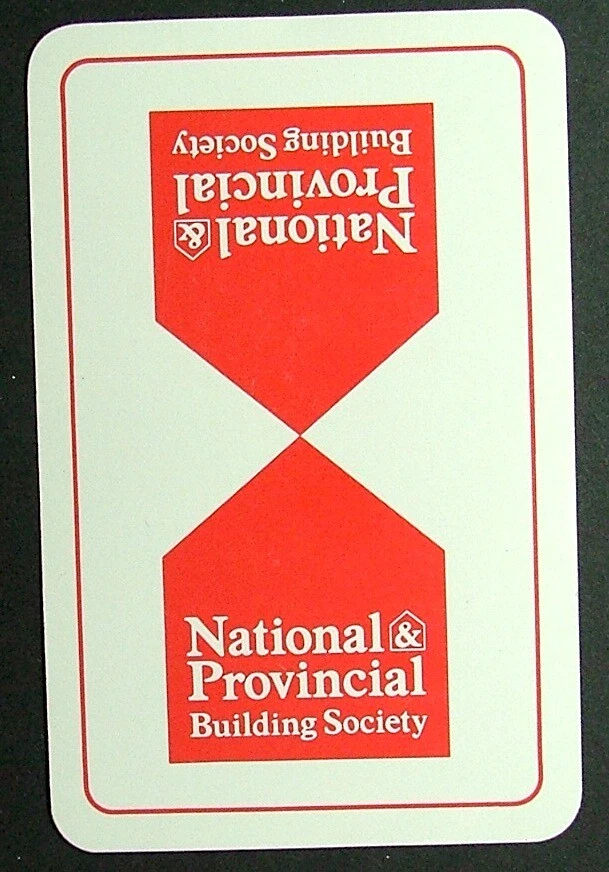 Building Society
Provincial
National &
National &
Provincial
Building Society